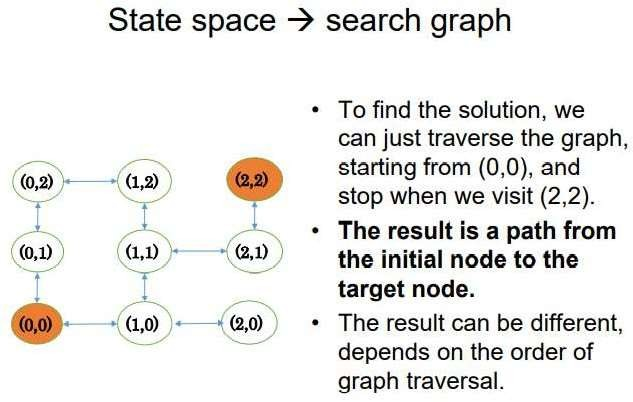 State space → search graph
• To find the solution, we
can just traverse the graph,
starting from (0,0), and
stop when we visit (2,2).
• The result is a path from
the initial node to the
target node.
• The result can be different,
depends on the order of
graph traversal.
(0,2) (1,2) (2,2)
(0,1) (1,1) (2,1)
(0,0) (1,0) (2,0)